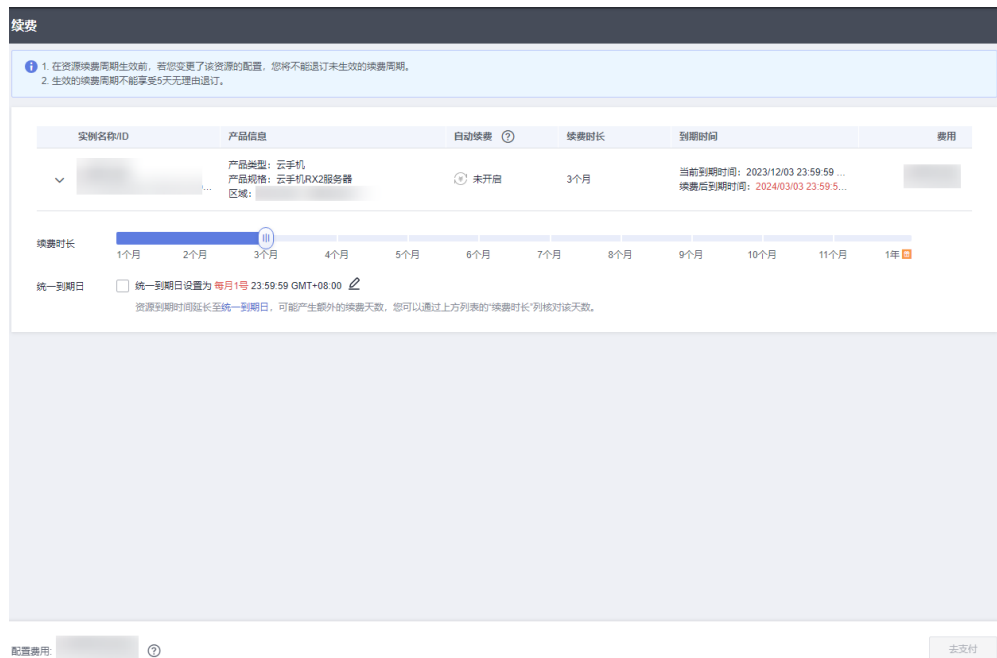 续费
1. 在资源续费周期生效前，若您变更了该资源的配置，您将不能退订未生效的续费周期。
2. 生效的续费周期不能享受5天无理由退订。
实例名称/ID 产品信息 自动续费 续费时长 到期时间 费用
产品类型：云手机
产品规格：云手机RX2服务器
区域：
...
未开启
3个月
当前到期时间：2023/12/03 23:59:59 ...
续费后到期时间：2024/03/03 23:59:5...
续费时长
1个月 2个月 3个月 4个月 5个月 6个月 7个月 8个月 9个月 10个月 11个月 1年
统一到期日 统一到期日设置为 每月1号 23:59:59 GMT+08:00
资源到期时间延长至统一到期日，可能产生额外的续费天数，您可以通过上方列表的“续费时长”列核对该天数。
配置费用:
去支付